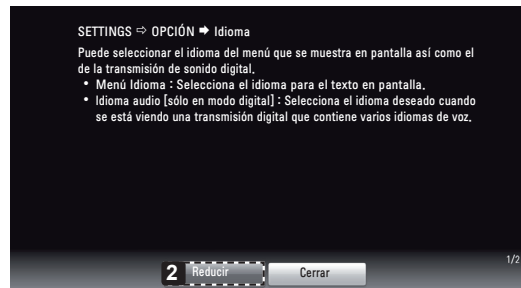 SETTINGS ⇨ OPCIÓN ➡ Idioma
Puede seleccionar el idioma del menú que se muestra en pantalla así como el
de la transmisión de sonido digital.
• Menú Idioma : Selecciona el idioma para el texto en pantalla.
• Idioma audio [sólo en modo digital] : Selecciona el idioma deseado cuando
se está viendo una transmisión digital que contiene varios idiomas de voz.
1/2
2 Reducir Cerrar